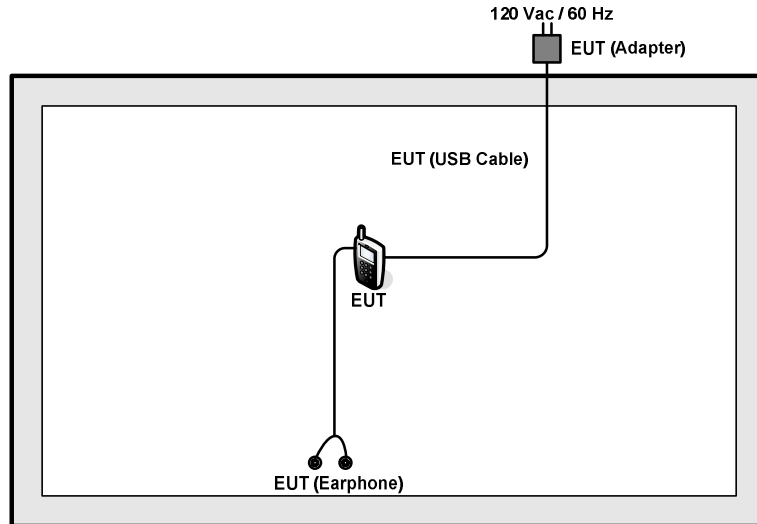 120 Vac / 60 Hz
EUT (Adapter)
EUT (USB Cable)
EUT
EUT (Earphone)